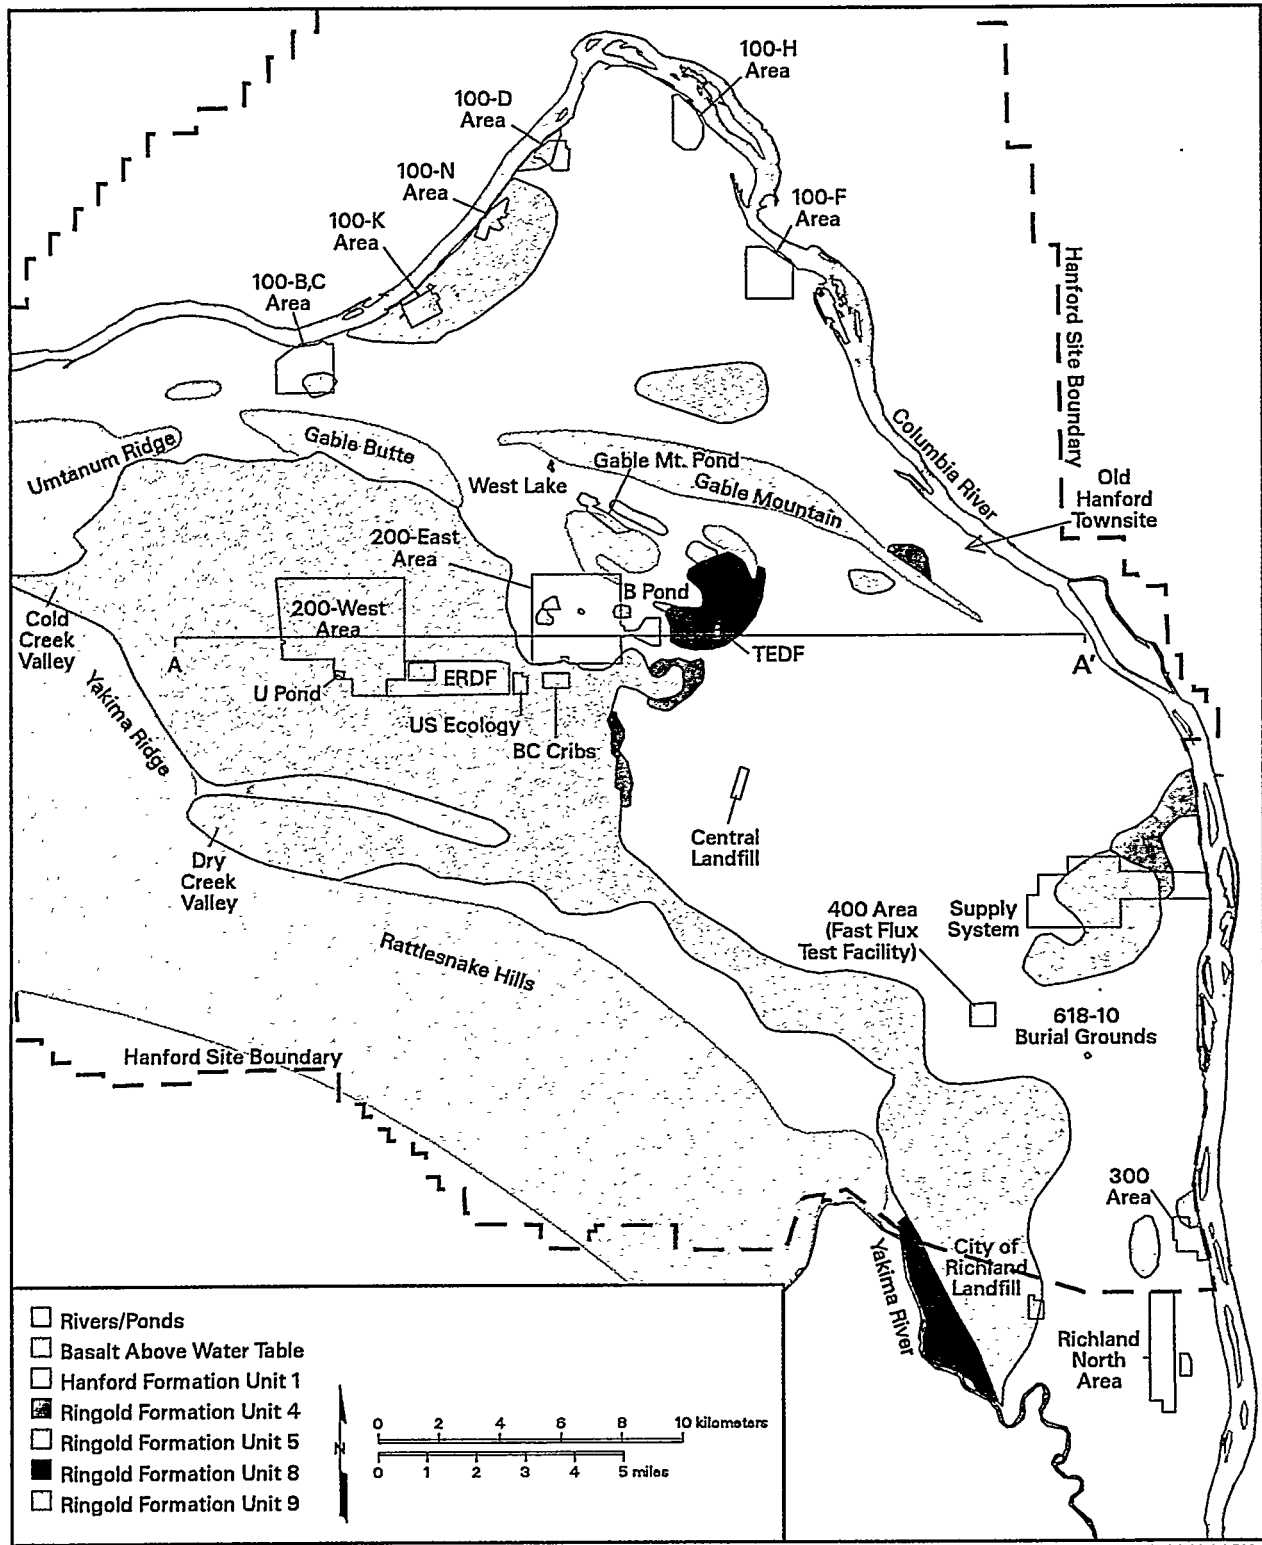 100-H
Area
100-D
Area
100-N
Area
100-K
Area
100-F
Area
100-B,C
Area
Hanford Site Boundary
Columbia River
Umtanum Ridge
Gable Butte
Gable Mt. Pond
West Lake
Gable Mountain
Old
Hanford
Townsite
200-East
Area
B Pond
200-West
Area
Cold
Creek
Valley
A
A'
TEDF
U Pond
ERDF
US Ecology
BC Cribs
Yakima Ridge
Central
Landfill
Dry
Creek
Valley
400 Area
(Fast Flux
Test Facility)
Supply
System
Rattlesnake Hills
618-10
Burial Grounds
Hanford Site Boundary
300
Area
City of
Richland
Landfill
Yakima River
Richland
North
Area
Rivers/Ponds
Basalt Above Water Table
Hanford Formation Unit 1
Ringold Formation Unit 4
Ringold Formation Unit 5
Ringold Formation Unit 8
Ringold Formation Unit 9
N
0 2 4 6 8 10 kilometers
0 1 2 3 4 5 miles